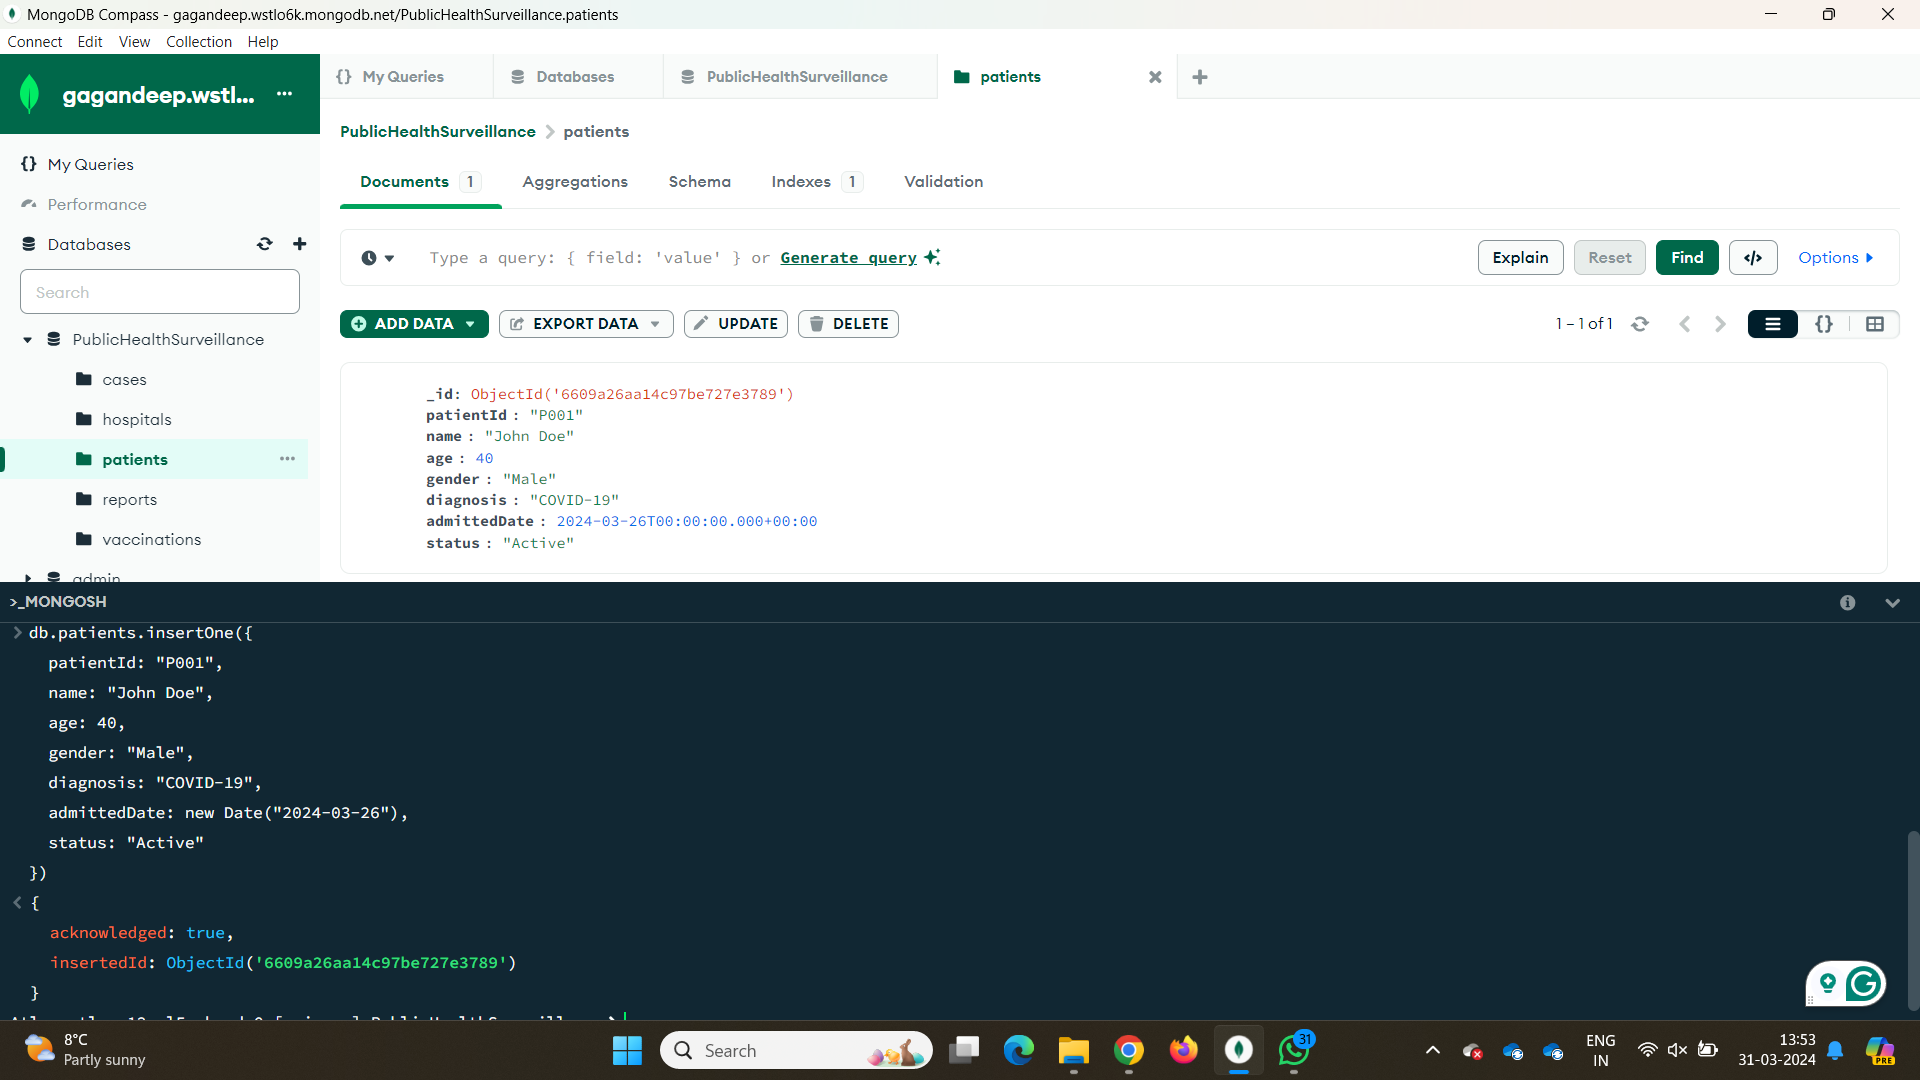 MongoDB Compass - gagandeep.wstlo6k.mongodb.net/PublicHealthSurveillance.patients
Connect Edit View Collection Help
gagandeep.wstl...
My Queries
Performance
Databases
Search
PublicHealthSurveillance
cases
hospitals
patients
reports
vaccinations
admin
{} My Queries Databases PublicHealthSurveillance patients
PublicHealthSurveillance > patients
Documents 1 Aggregations Schema Indexes 1 Validation
Type a query: { field: 'value' } or Generate query
Explain Reset Find </> Options
ADD DATA EXPORT DATA UPDATE DELETE
1 – 1 of 1
_id: ObjectId('6609a26aa14c97be727e3789')
patientId : "P001"
name : "John Doe"
age : 40
gender : "Male"
diagnosis : "COVID-19"
admittedDate : 2024-03-26T00:00:00.000+00:00
status : "Active"
>_MONGOSH
> db.patients.insertOne({
patientId: "P001",
name: "John Doe",
age: 40,
gender: "Male",
diagnosis: "COVID-19",
admittedDate: new Date("2024-03-26"),
status: "Active"
})
< {
acknowledged: true,
insertedId: ObjectId('6609a26aa14c97be727e3789')
}
8°C
Partly sunny
Search
31
ENG
IN
13:53
31-03-2024
PRE